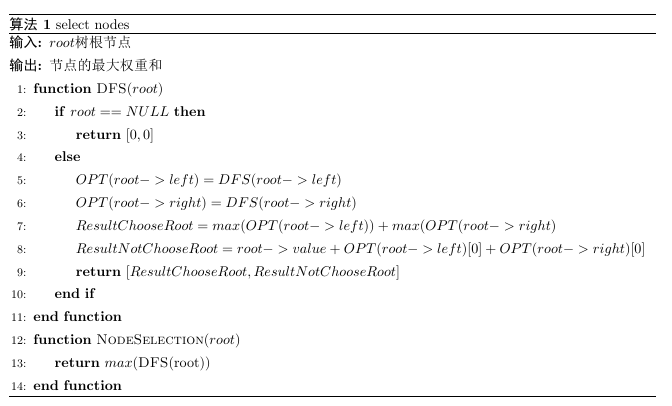 算法 1 select nodes
输入: root树根节点
输出: 节点的最大权重和
1: function DFS(root)
2: if root == NULL then
3: return [0, 0]
4: else
5: OPT(root- > left) = DFS(root- > left)
6: OPT(root- > right) = DFS(root- > right)
7: ResultChooseRoot = max(OPT(root- > left)) + max(OPT(root- > right)
8: ResultNotChooseRoot = root- > value + OPT(root- > left)[0] + OPT(root- > right)[0]
9: return [ResultChooseRoot, ResultNotChooseRoot]
10: end if
11: end function
12: function NODESELECTION(root)
13: return max(DFS(root))
14: end function